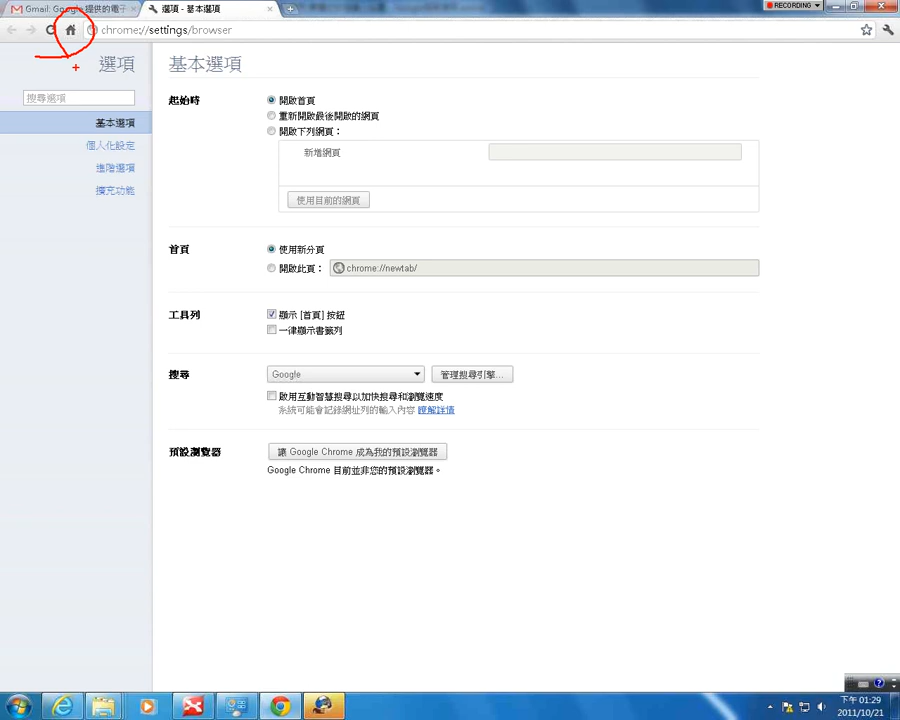 Gmail: Google 提供的電子
選項 - 基本選項
RECORDING
chrome://settings/browser
選項
基本選項
搜尋選項
基本選項
個人化設定
進階選項
擴充功能
起始時
開啟首頁
重新開啟最後開啟的網頁
開啟下列網頁：
新增網頁
使用目前的網頁
首頁
使用新分頁
開啟此頁：
chrome://newtab/
工具列
顯示 [首頁] 按鈕
一律顯示書籤列
搜尋
Google
管理搜尋引擎...
啟用互動智慧搜尋以加快搜尋和瀏覽速度
系統可能會記錄網址列的輸入內容 瞭解詳情
預設瀏覽器
讓 Google Chrome 成為我的預設瀏覽器
Google Chrome 目前並非您的預設瀏覽器。
下午 01:29
2011/10/21